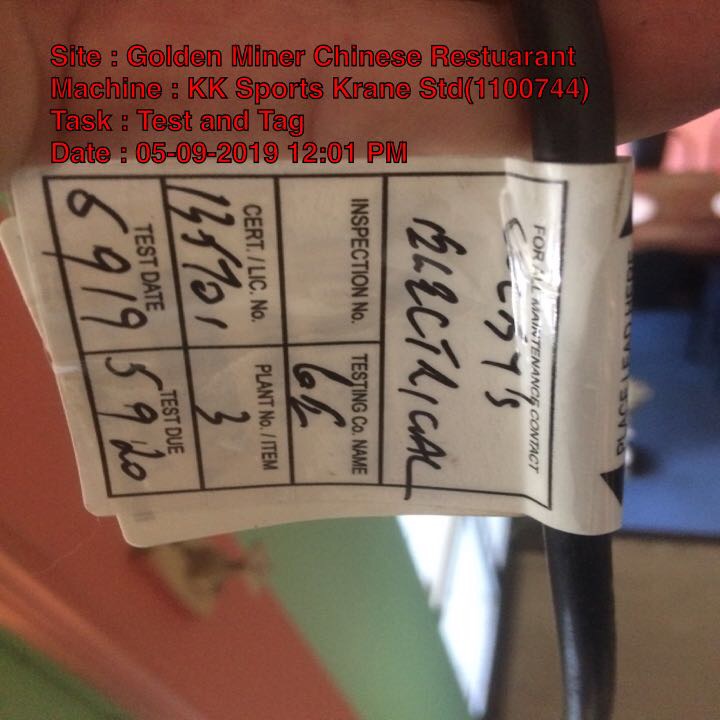 Site : Golden Miner Chinese Restuarant
Machine : KK Sports Krane Std(1100744)
Task : Test and Tag
Date : 05-09-2019 12:01 PM
PLACE LEAD HERE
FOR ALL MAINTENANCE CONTACT
ELECTRICAL
INSPECTION No.
TESTING Co. NAME
CERT. / LIC. No.
135701
PLANT No. / ITEM
3
TEST DATE
5 9 19
TEST DUE
5 9 20